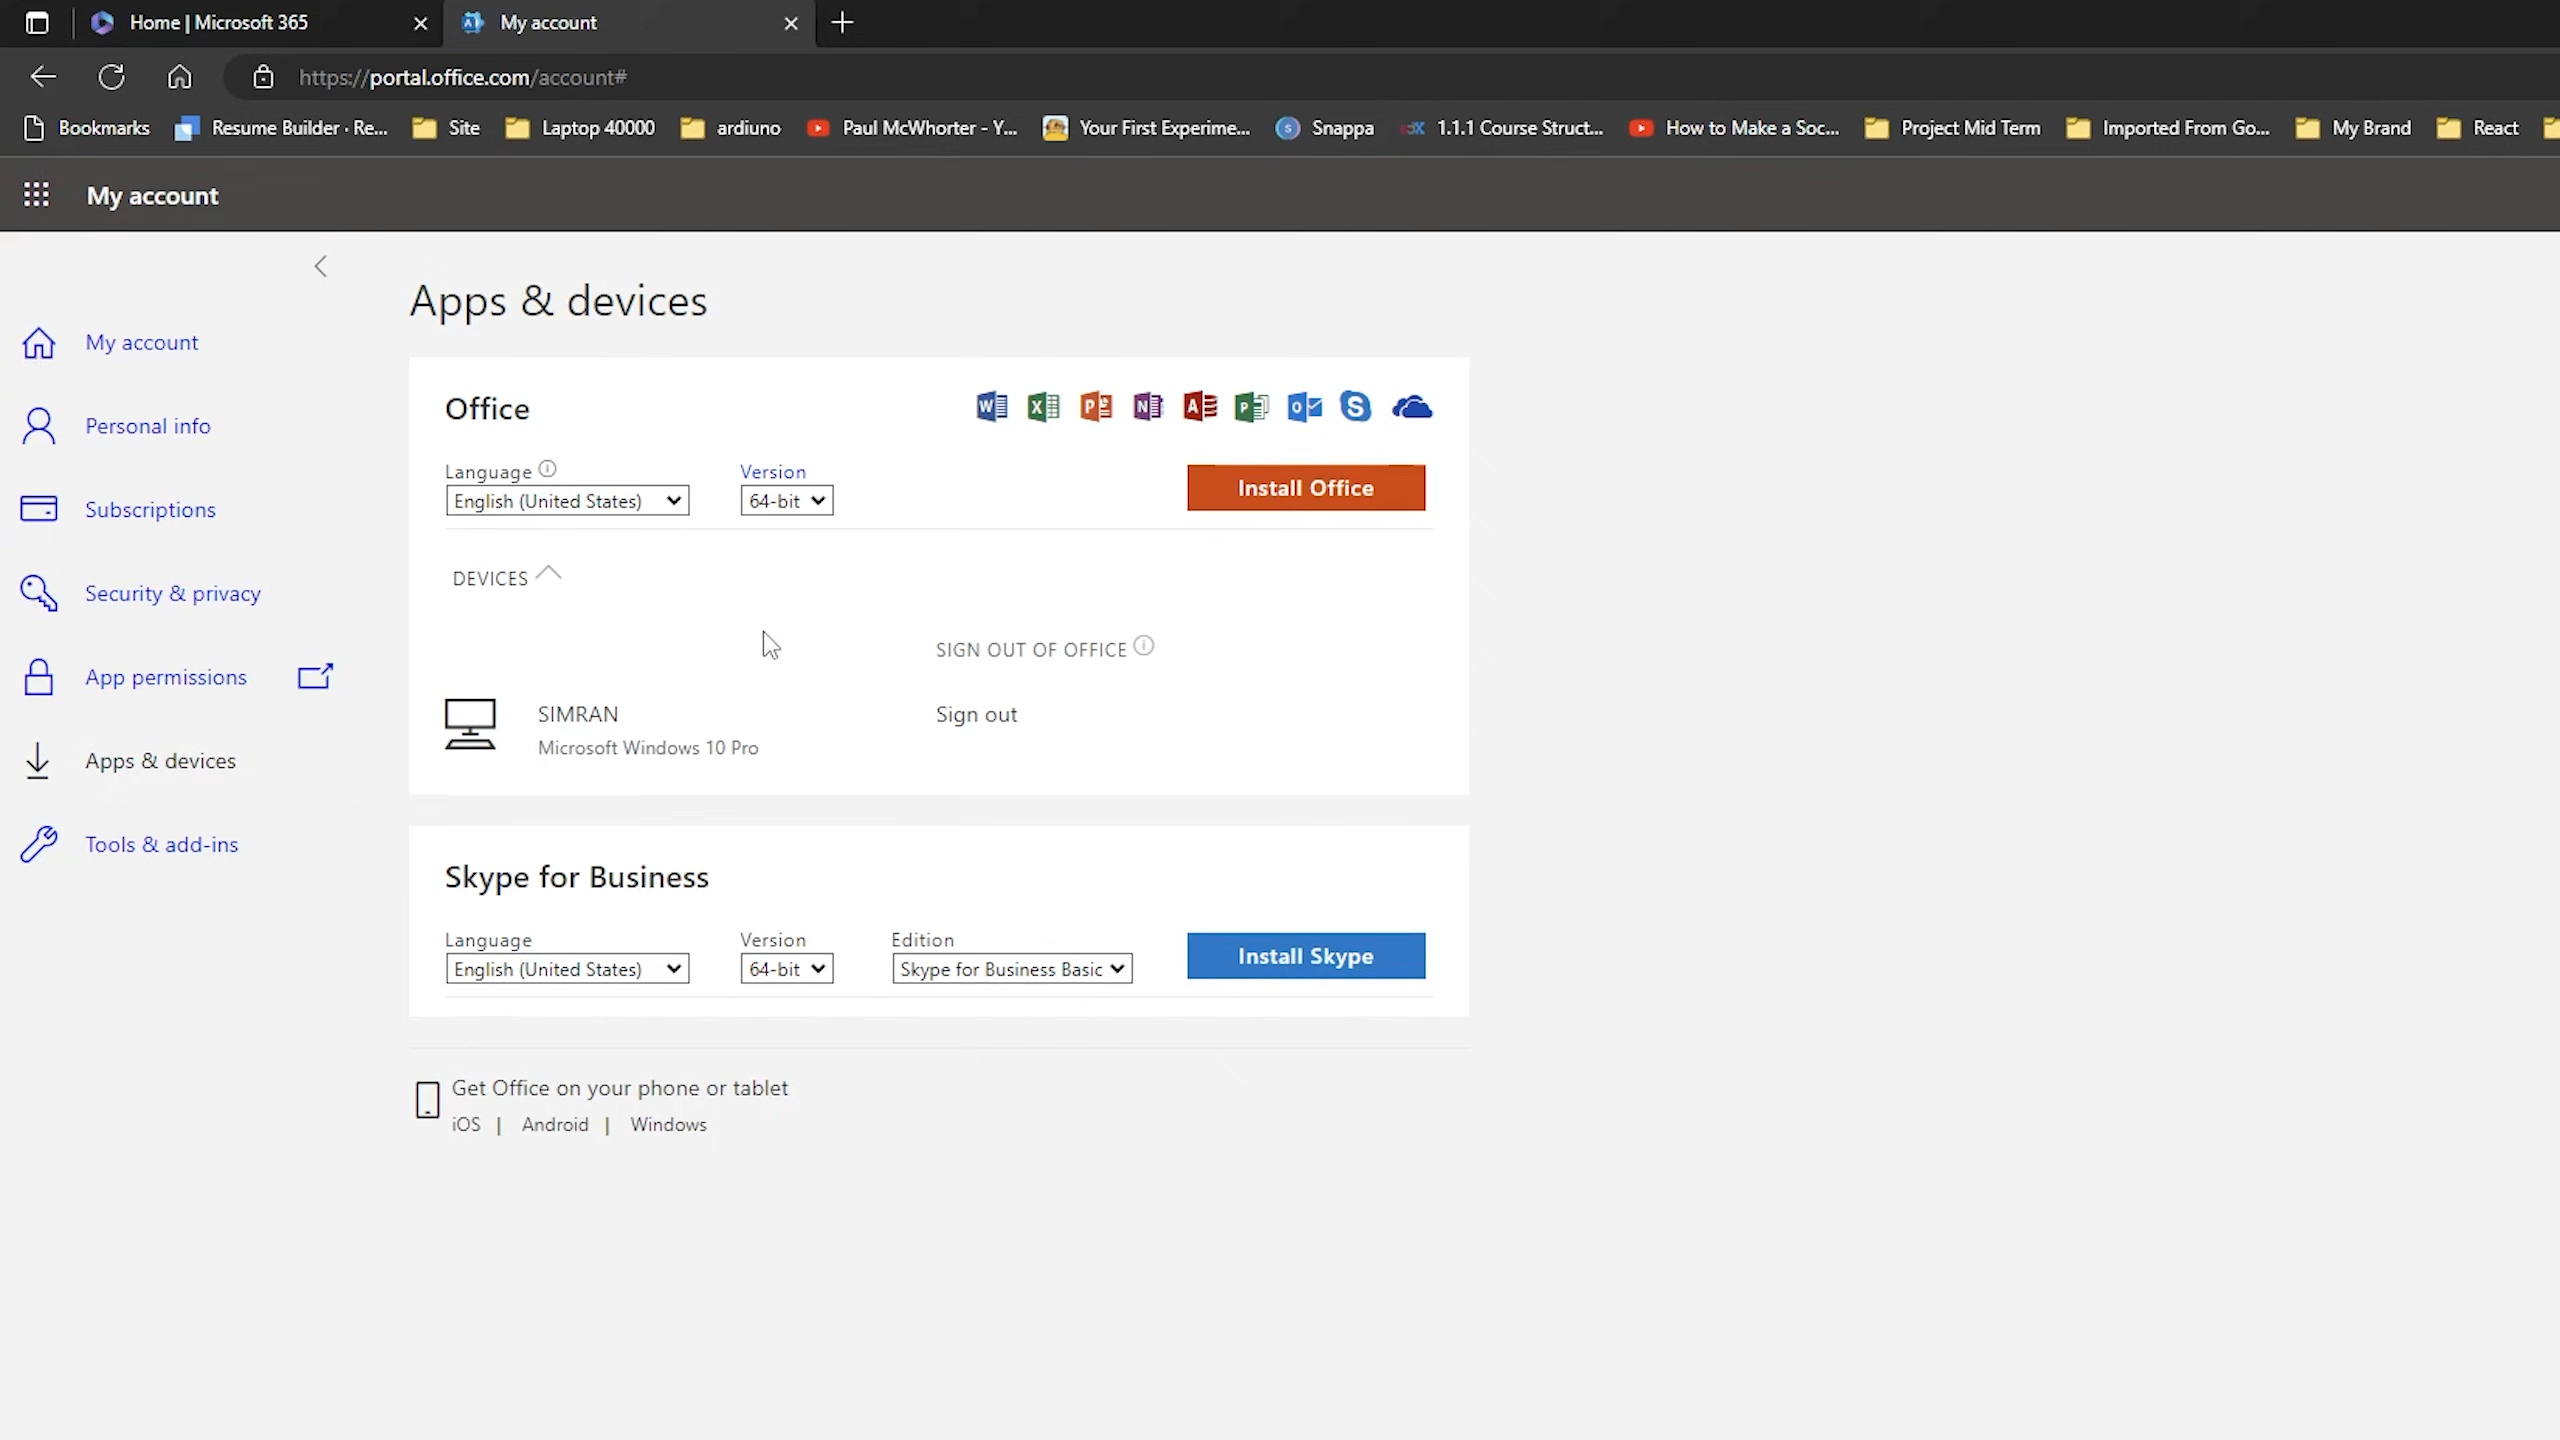 Home | Microsoft 365
My account
https://portal.office.com/account#
Bookmarks
Resume Builder · Re...
Site
Laptop 40000
ardiuno
Paul McWhorter - Y...
Your First Experime...
Snappa
1.1.1 Course Struct...
How to Make a Soc...
Project Mid Term
Imported From Go...
My Brand
React
My account
My account
Personal info
Subscriptions
Security & privacy
App permissions
Apps & devices
Tools & add-ins
Apps & devices
Office
Language
English (United States)
Version
64-bit
Install Office
DEVICES
SIGN OUT OF OFFICE
SIMRAN
Microsoft Windows 10 Pro
Sign out
Skype for Business
Language
English (United States)
Version
64-bit
Edition
Skype for Business Basic
Install Skype
Get Office on your phone or tablet
iOS | Android | Windows